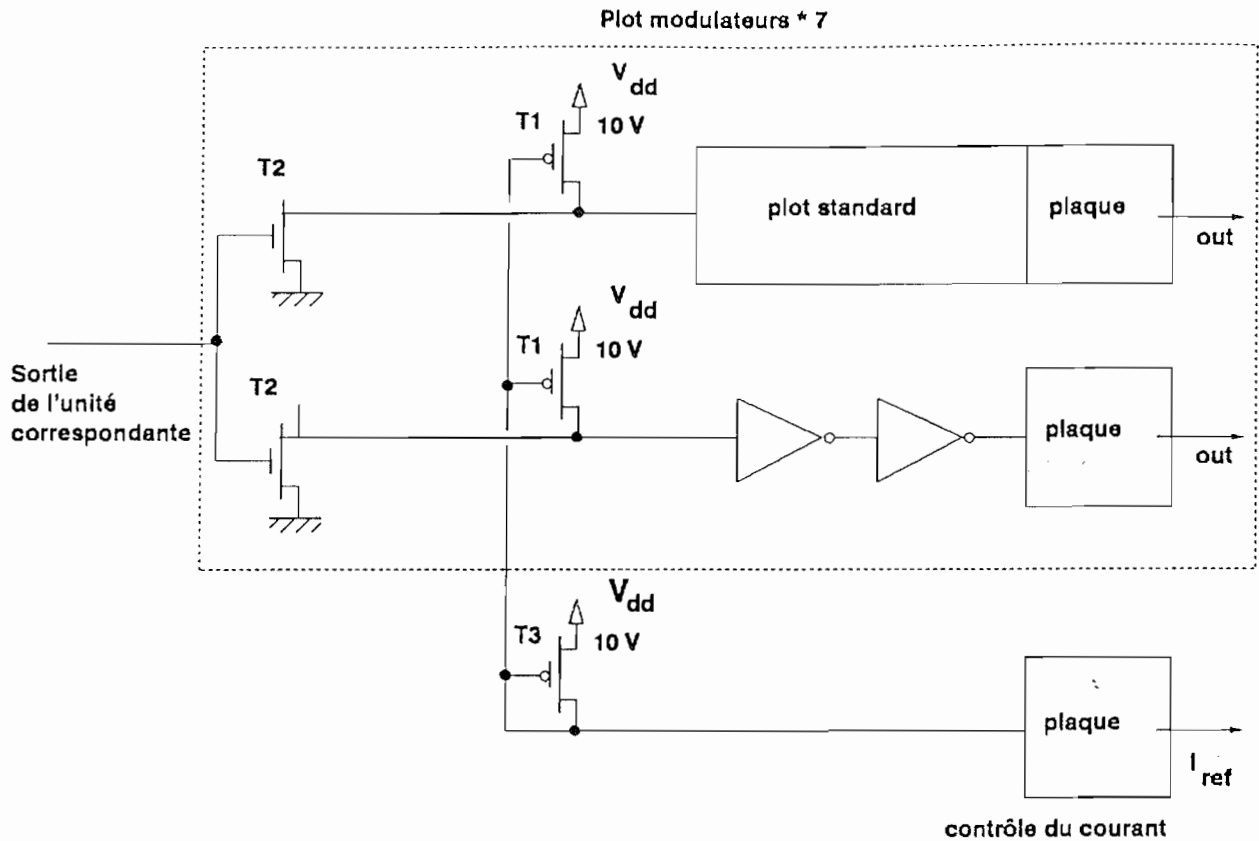 Plot modulateurs * 7
V dd
10 V
T1
T2
plot standard
plaque
out
V dd
10 V
T1
Sortie
de l'unité
correspondante
T2
plaque
out
V dd
10 V
T3
plaque
I ref
contrôle du courant